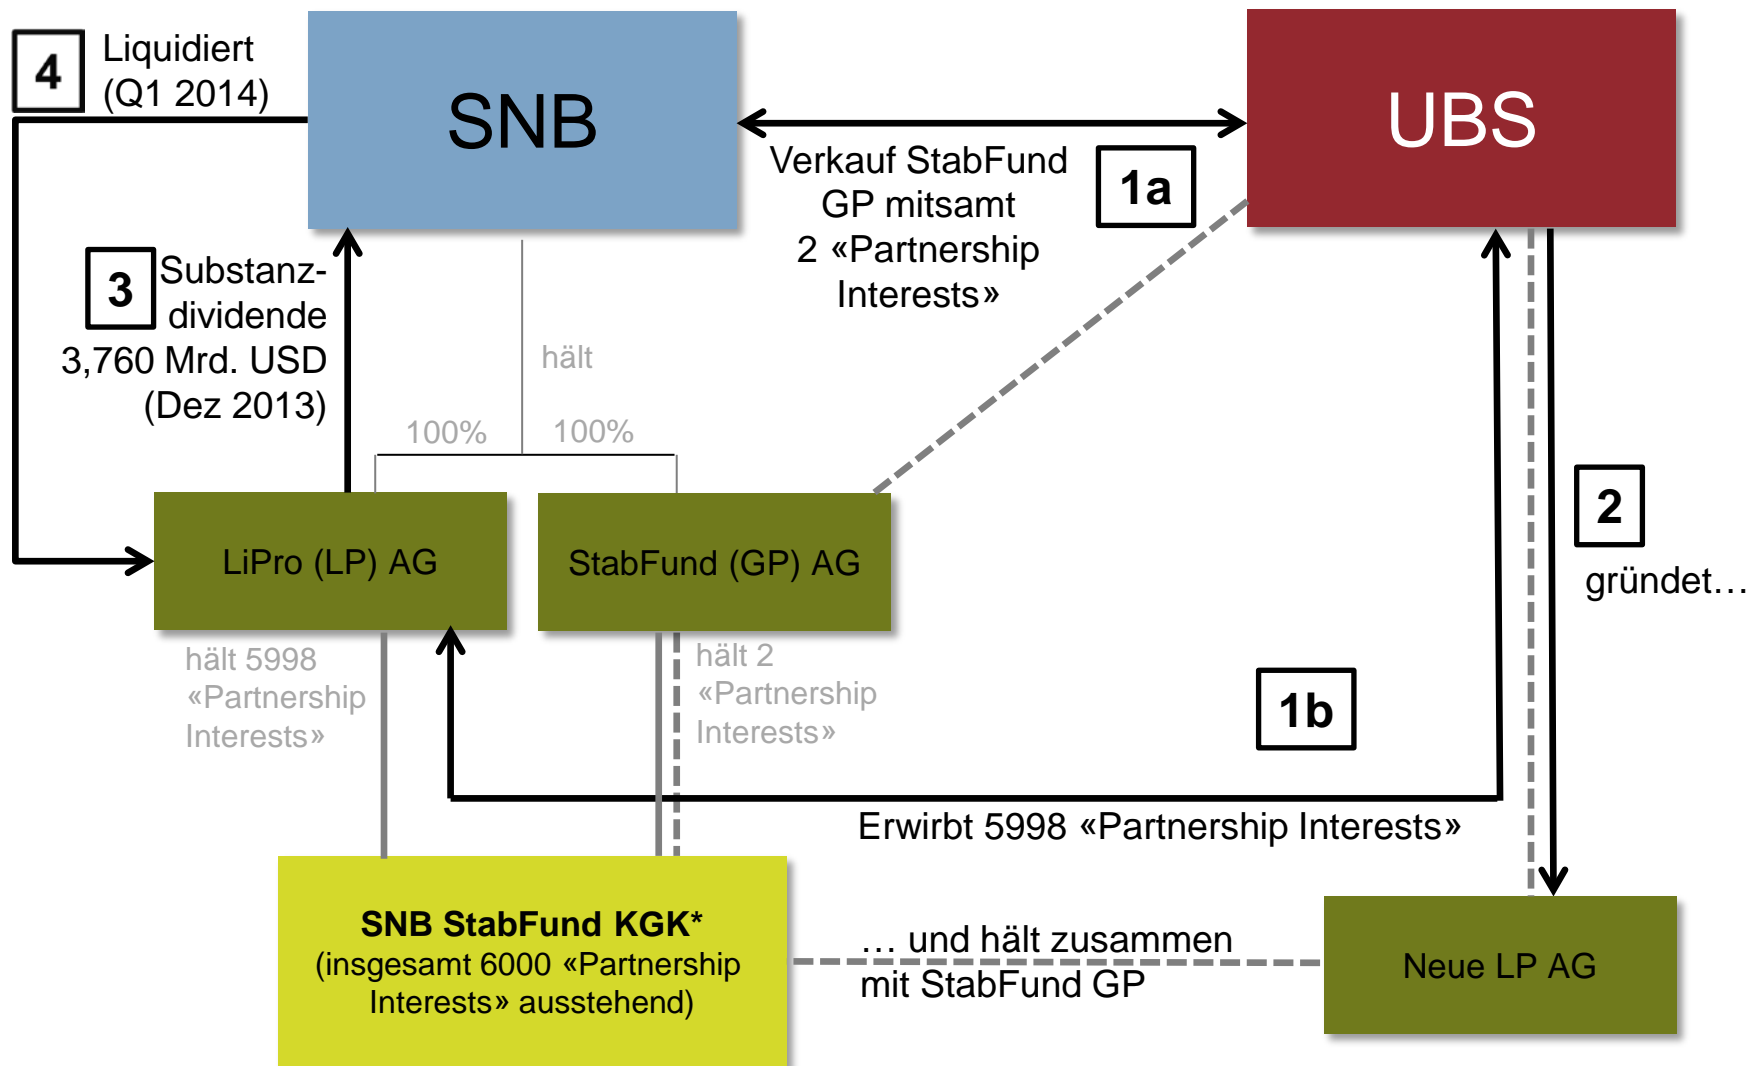 4
Liquidiert
(Q1 2014)
SNB
UBS
Verkauf StabFund
GP mitsamt
2 «Partnership
Interests»
1a
3
Substanz-
dividende
3,760 Mrd. USD
(Dez 2013)
hält
100%
100%
LiPro (LP) AG
StabFund (GP) AG
2
gründet…
hält 5998
«Partnership
Interests»
hält 2
«Partnership
Interests»
1b
Erwirbt 5998 «Partnership Interests»
SNB StabFund KGK*
(insgesamt 6000 «Partnership
Interests» ausstehend)
… und hält zusammen
mit StabFund GP
Neue LP AG